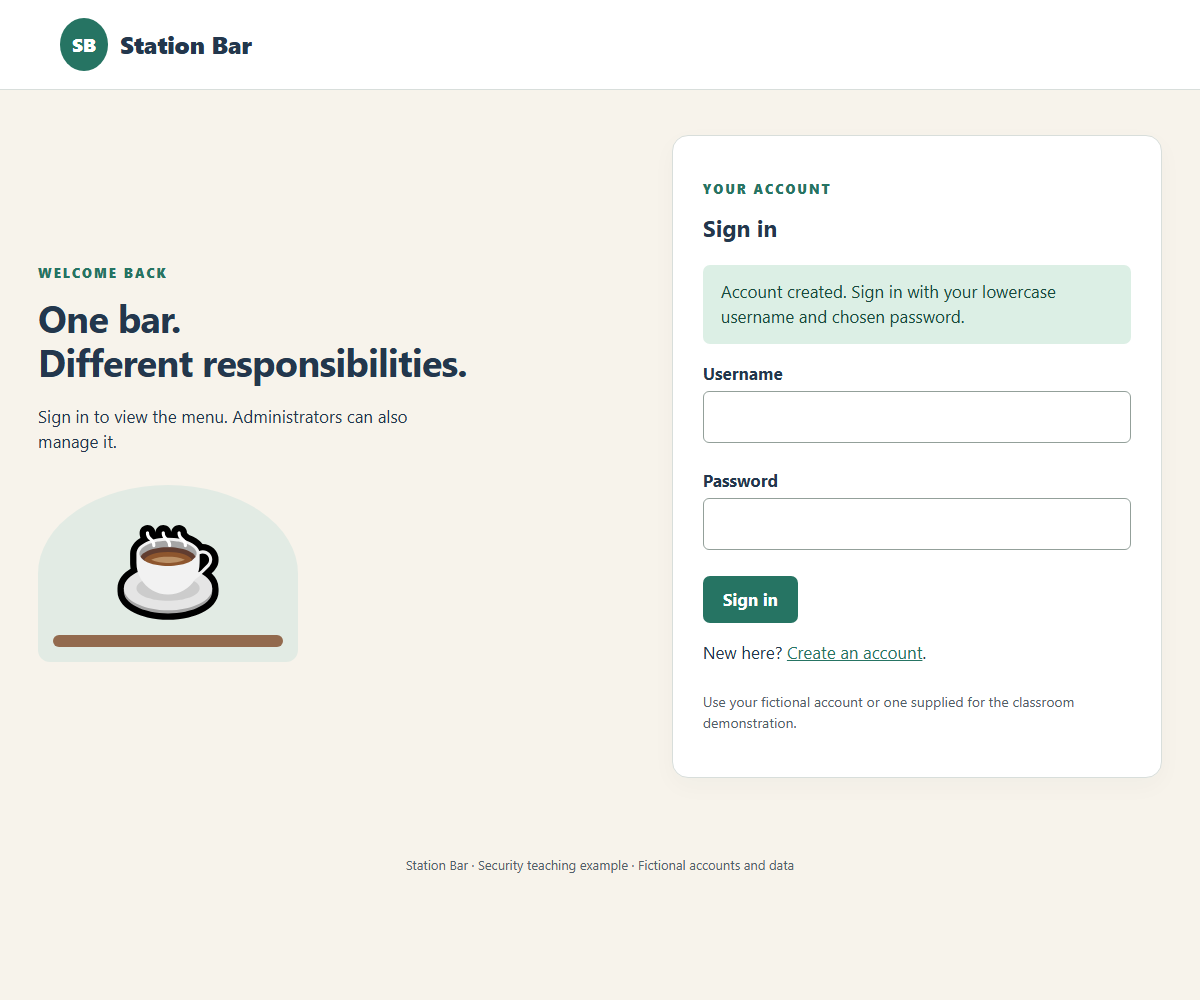 SB
Station Bar
WELCOME BACK
One bar.
Different responsibilities.
Sign in to view the menu. Administrators can also
manage it.
YOUR ACCOUNT
Sign in
Account created. Sign in with your lowercase
username and chosen password.
Username
Password
Sign in
New here? Create an account.
Use your fictional account or one supplied for the classroom
demonstration.
Station Bar · Security teaching example · Fictional accounts and data